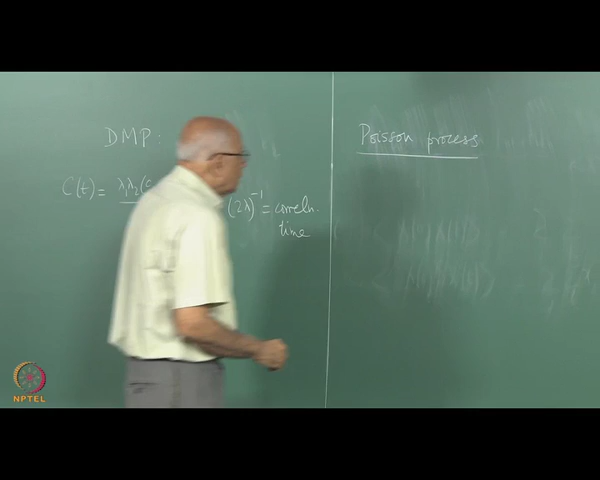 DMP:
C(t) = λ₁λ₂(c
(2λ)⁻¹ = correln.
time
Poisson process
NPTEL